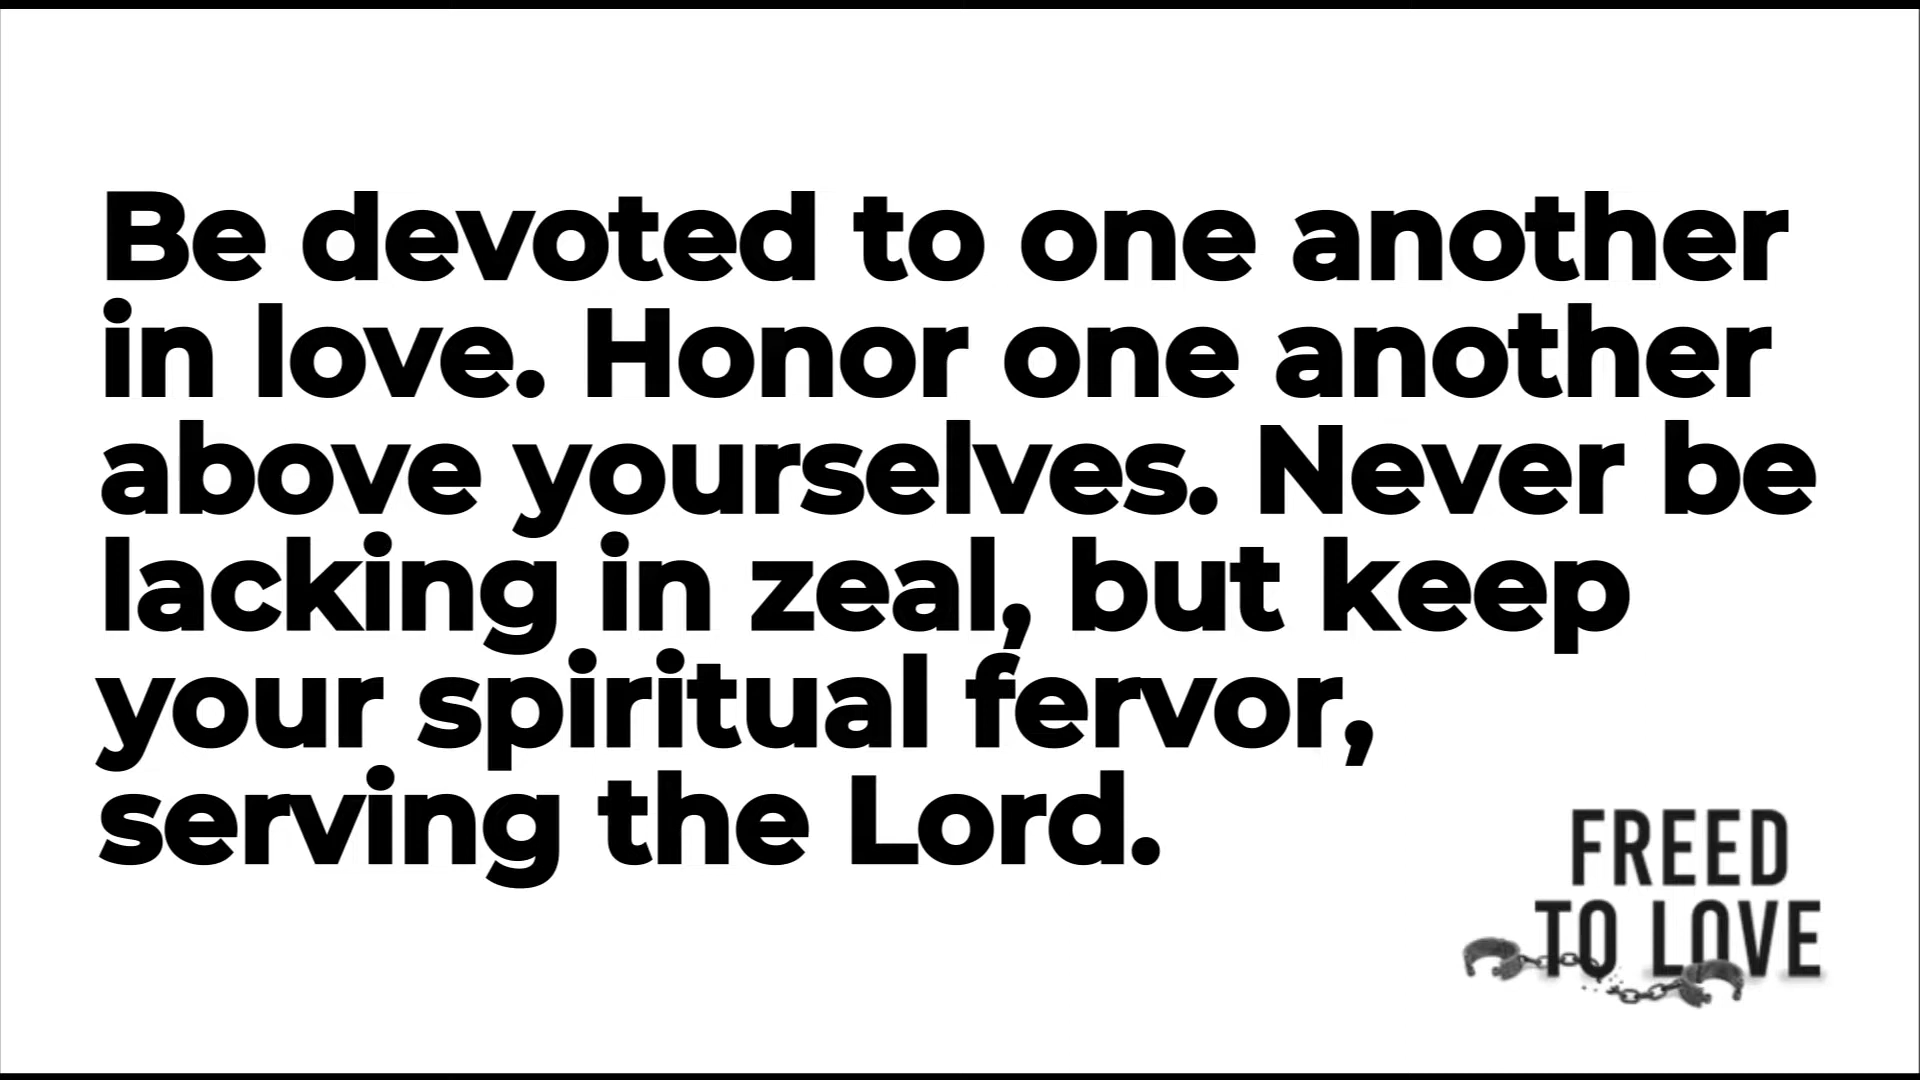 Be devoted to one another
in love. Honor one another
above yourselves. Never be
lacking in zeal, but keep
your spiritual fervor,
serving the Lord.
FREED
TO LOVE